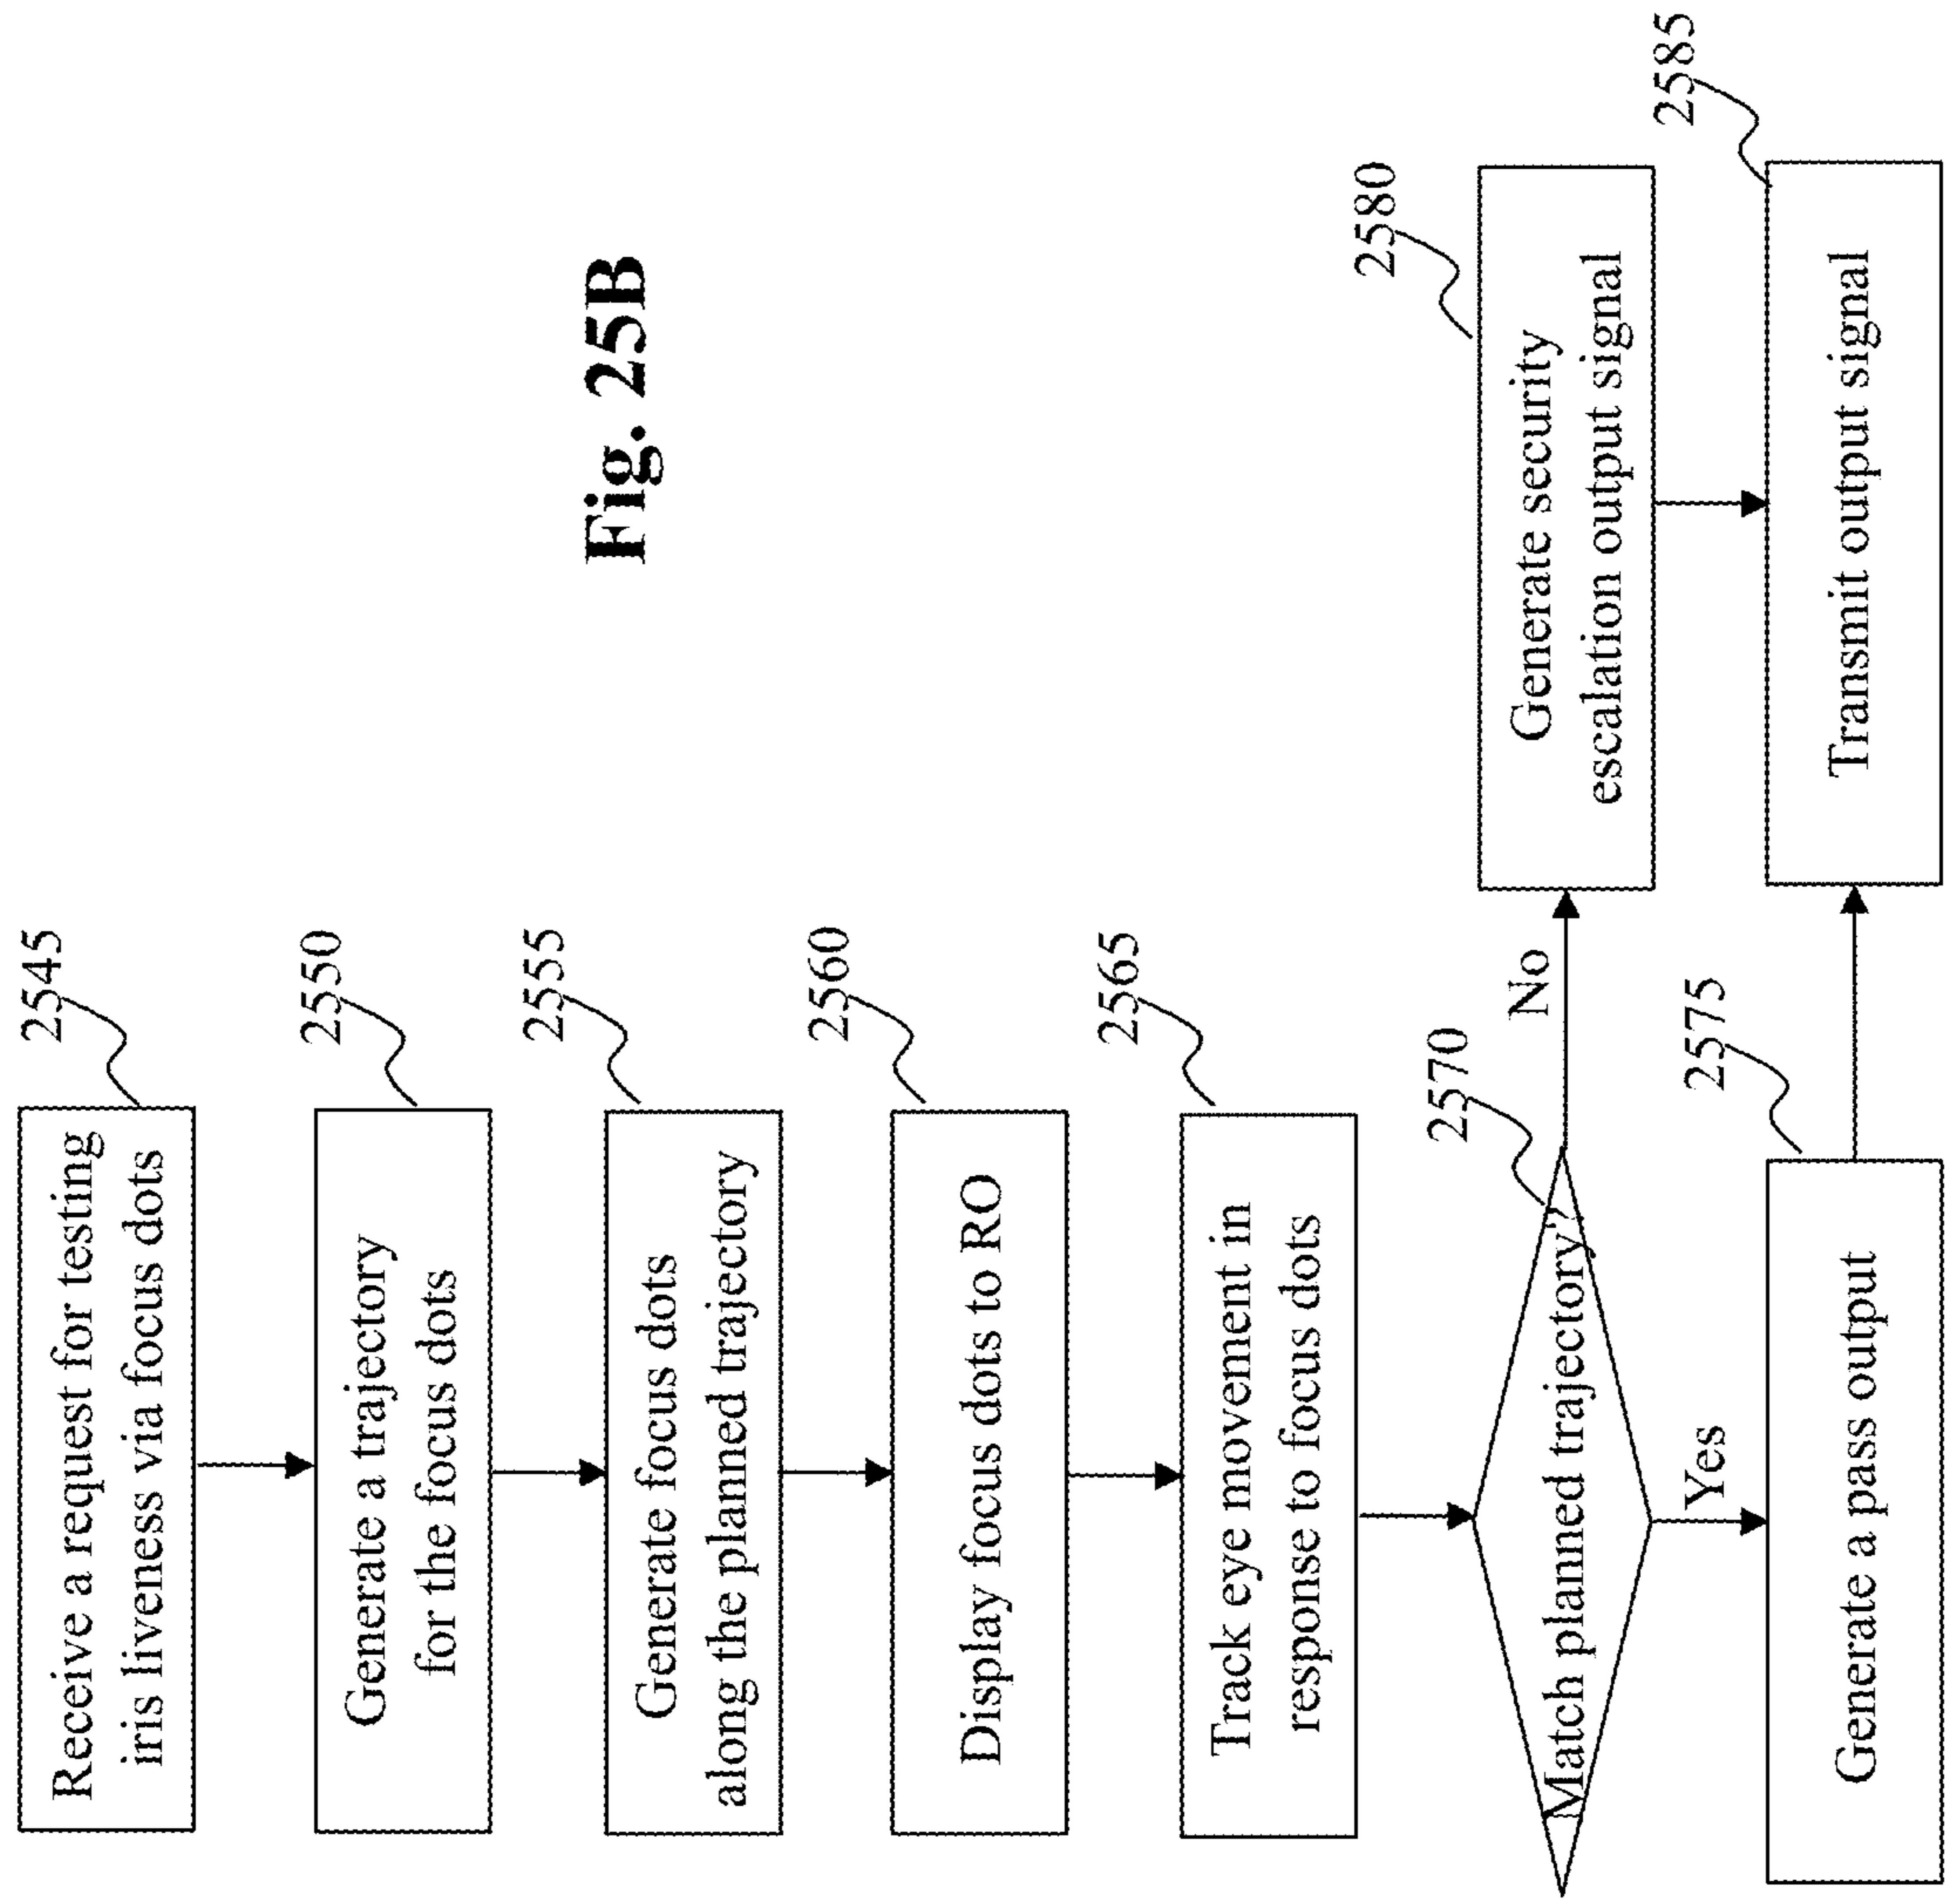 2545
Receive a request for testing
iris liveness via focus dots
2550
Generate a trajectory
for the focus dots
2555
Generate focus dots
along the planned trajectory
2560
Display focus dots to RO
2565
Track eye movement in
response to focus dots
2570
Match planned trajectory?
No
Yes
2575
Generate a pass output
2580
Generate security
escalation output signal
2585
Transmit output signal
Fig. 25B